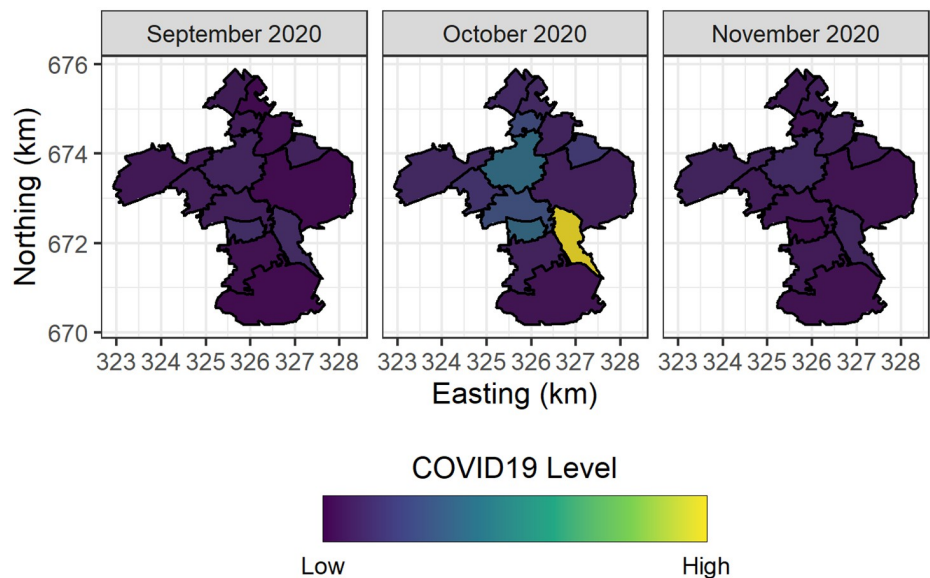 September 2020 October 2020 November 2020
676
674
672
670
Northing (km)
323 324 325 326 327 328 323 324 325 326 327 328 323 324 325 326 327 328
Easting (km)
COVID19 Level
Low High